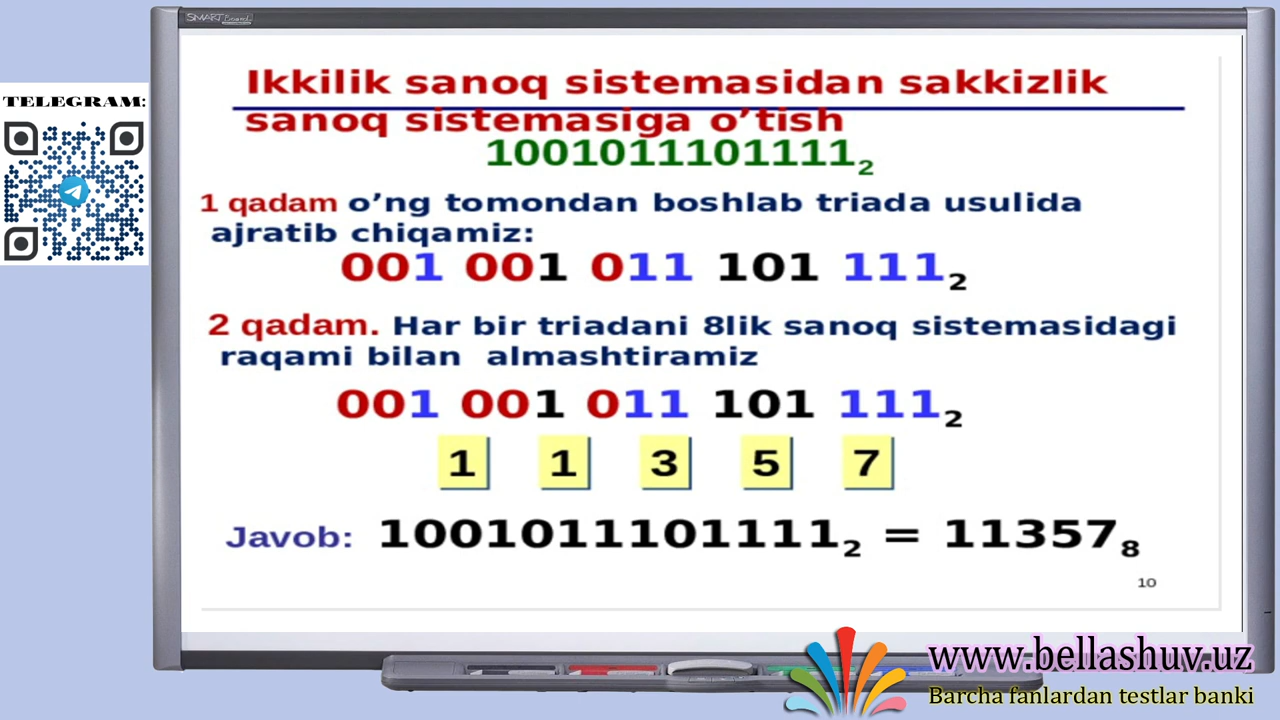 SMART Board
TELEGRAM:
Ikkilik sanoq sistemasidan sakkizlik
sanoq sistemasiga o’tish
1001011101111₂
1 qadam o’ng tomondan boshlab triada usulida
ajratib chiqamiz:
001 001 011 101 111₂
2 qadam. Har bir triadani 8lik sanoq sistemasidagi
raqami bilan almashtiramiz
001 001 011 101 111₂
1 1 3 5 7
Javob: 1001011101111₂ = 11357₈
10
www.bellashuv.uz
Barcha fanlardan testlar banki